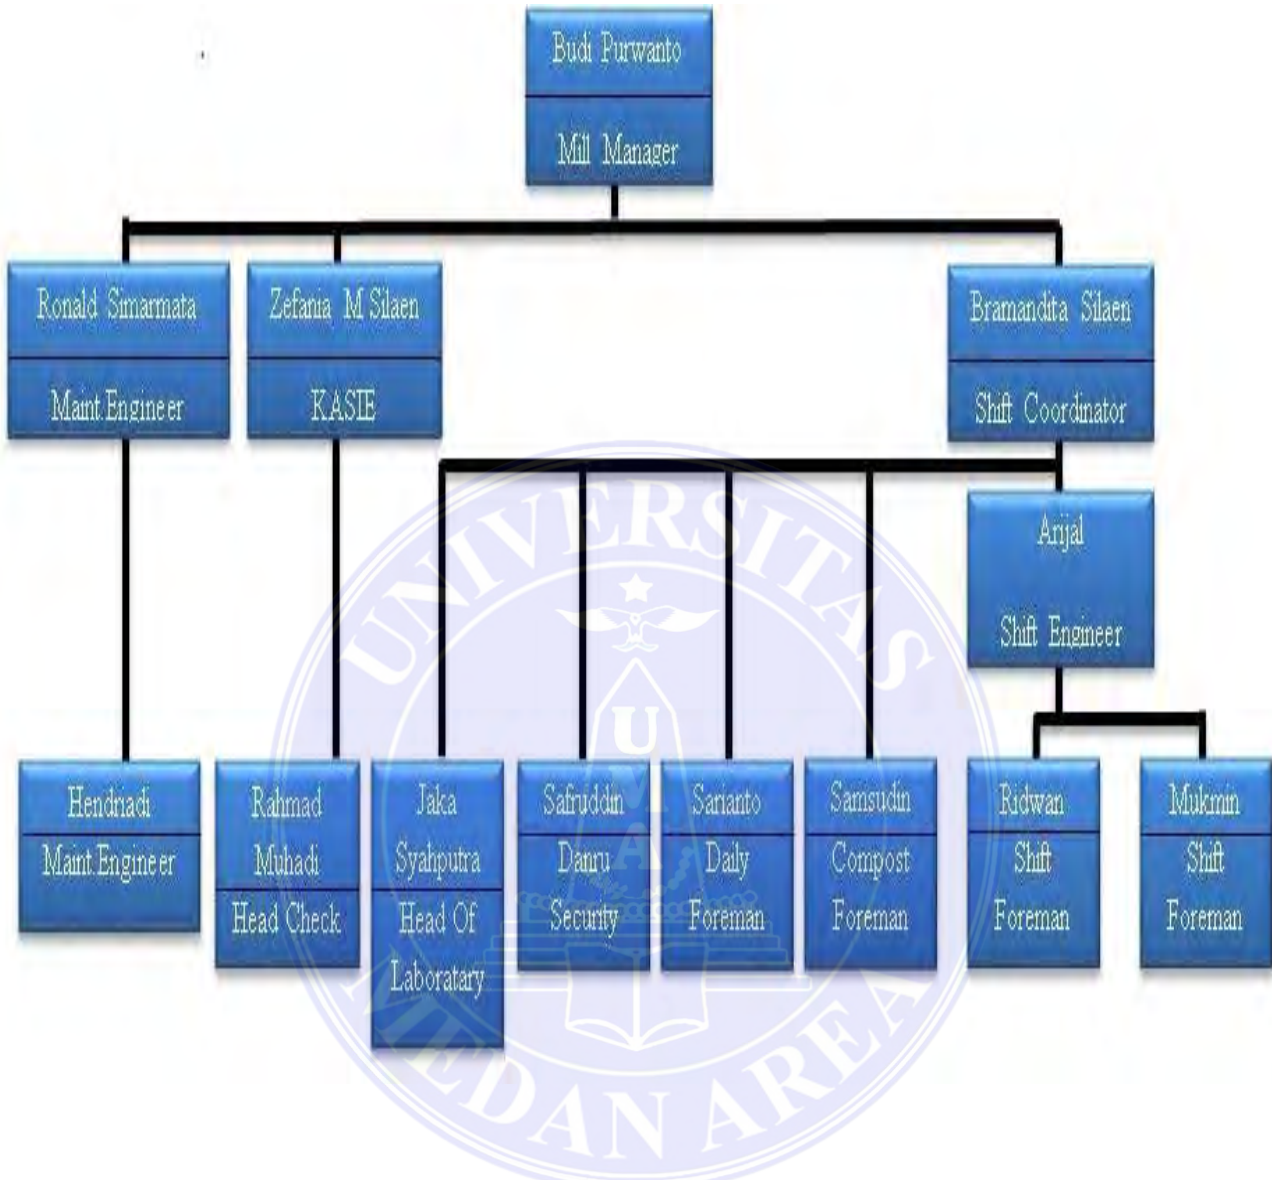 Budi Purwanto
Mill Manager
Ronald Simarmata
Maint.Engineer
Zefania M Silaen
KASIE
Bramandita Silaen
Shift Coordinator
Arijal
Shift Engineer
Hendriadi
Maint.Engineer
Rahmad
Muhadi
Head Check
Jaka
Syahputra
Head Of
Laboratary
Safruddin
Danru
Security
Sarianto
Daily
Foreman
Samsudin
Compost
Foreman
Ridwan
Shift
Foreman
Mukmin
Shift
Foreman
UNIVERSITAS
UMA
MEDAN AREA